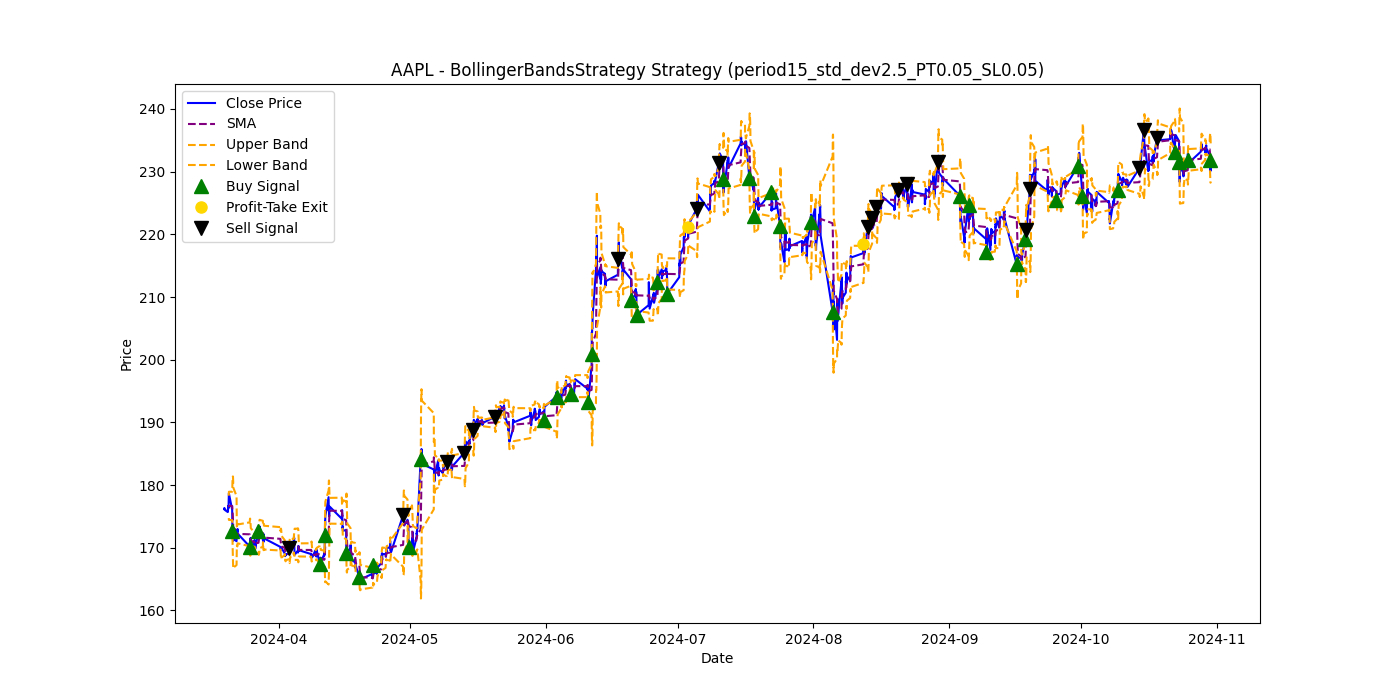 AAPL - BollingerBandsStrategy Strategy (period15_std_dev2.5_PT0.05_SL0.05)
Close Price
SMA
Upper Band
Lower Band
Buy Signal
Profit-Take Exit
Sell Signal
240
230
220
210
200
190
180
170
160
Price
2024-04
2024-05
2024-06
2024-07
2024-08
2024-09
2024-10
2024-11
Date